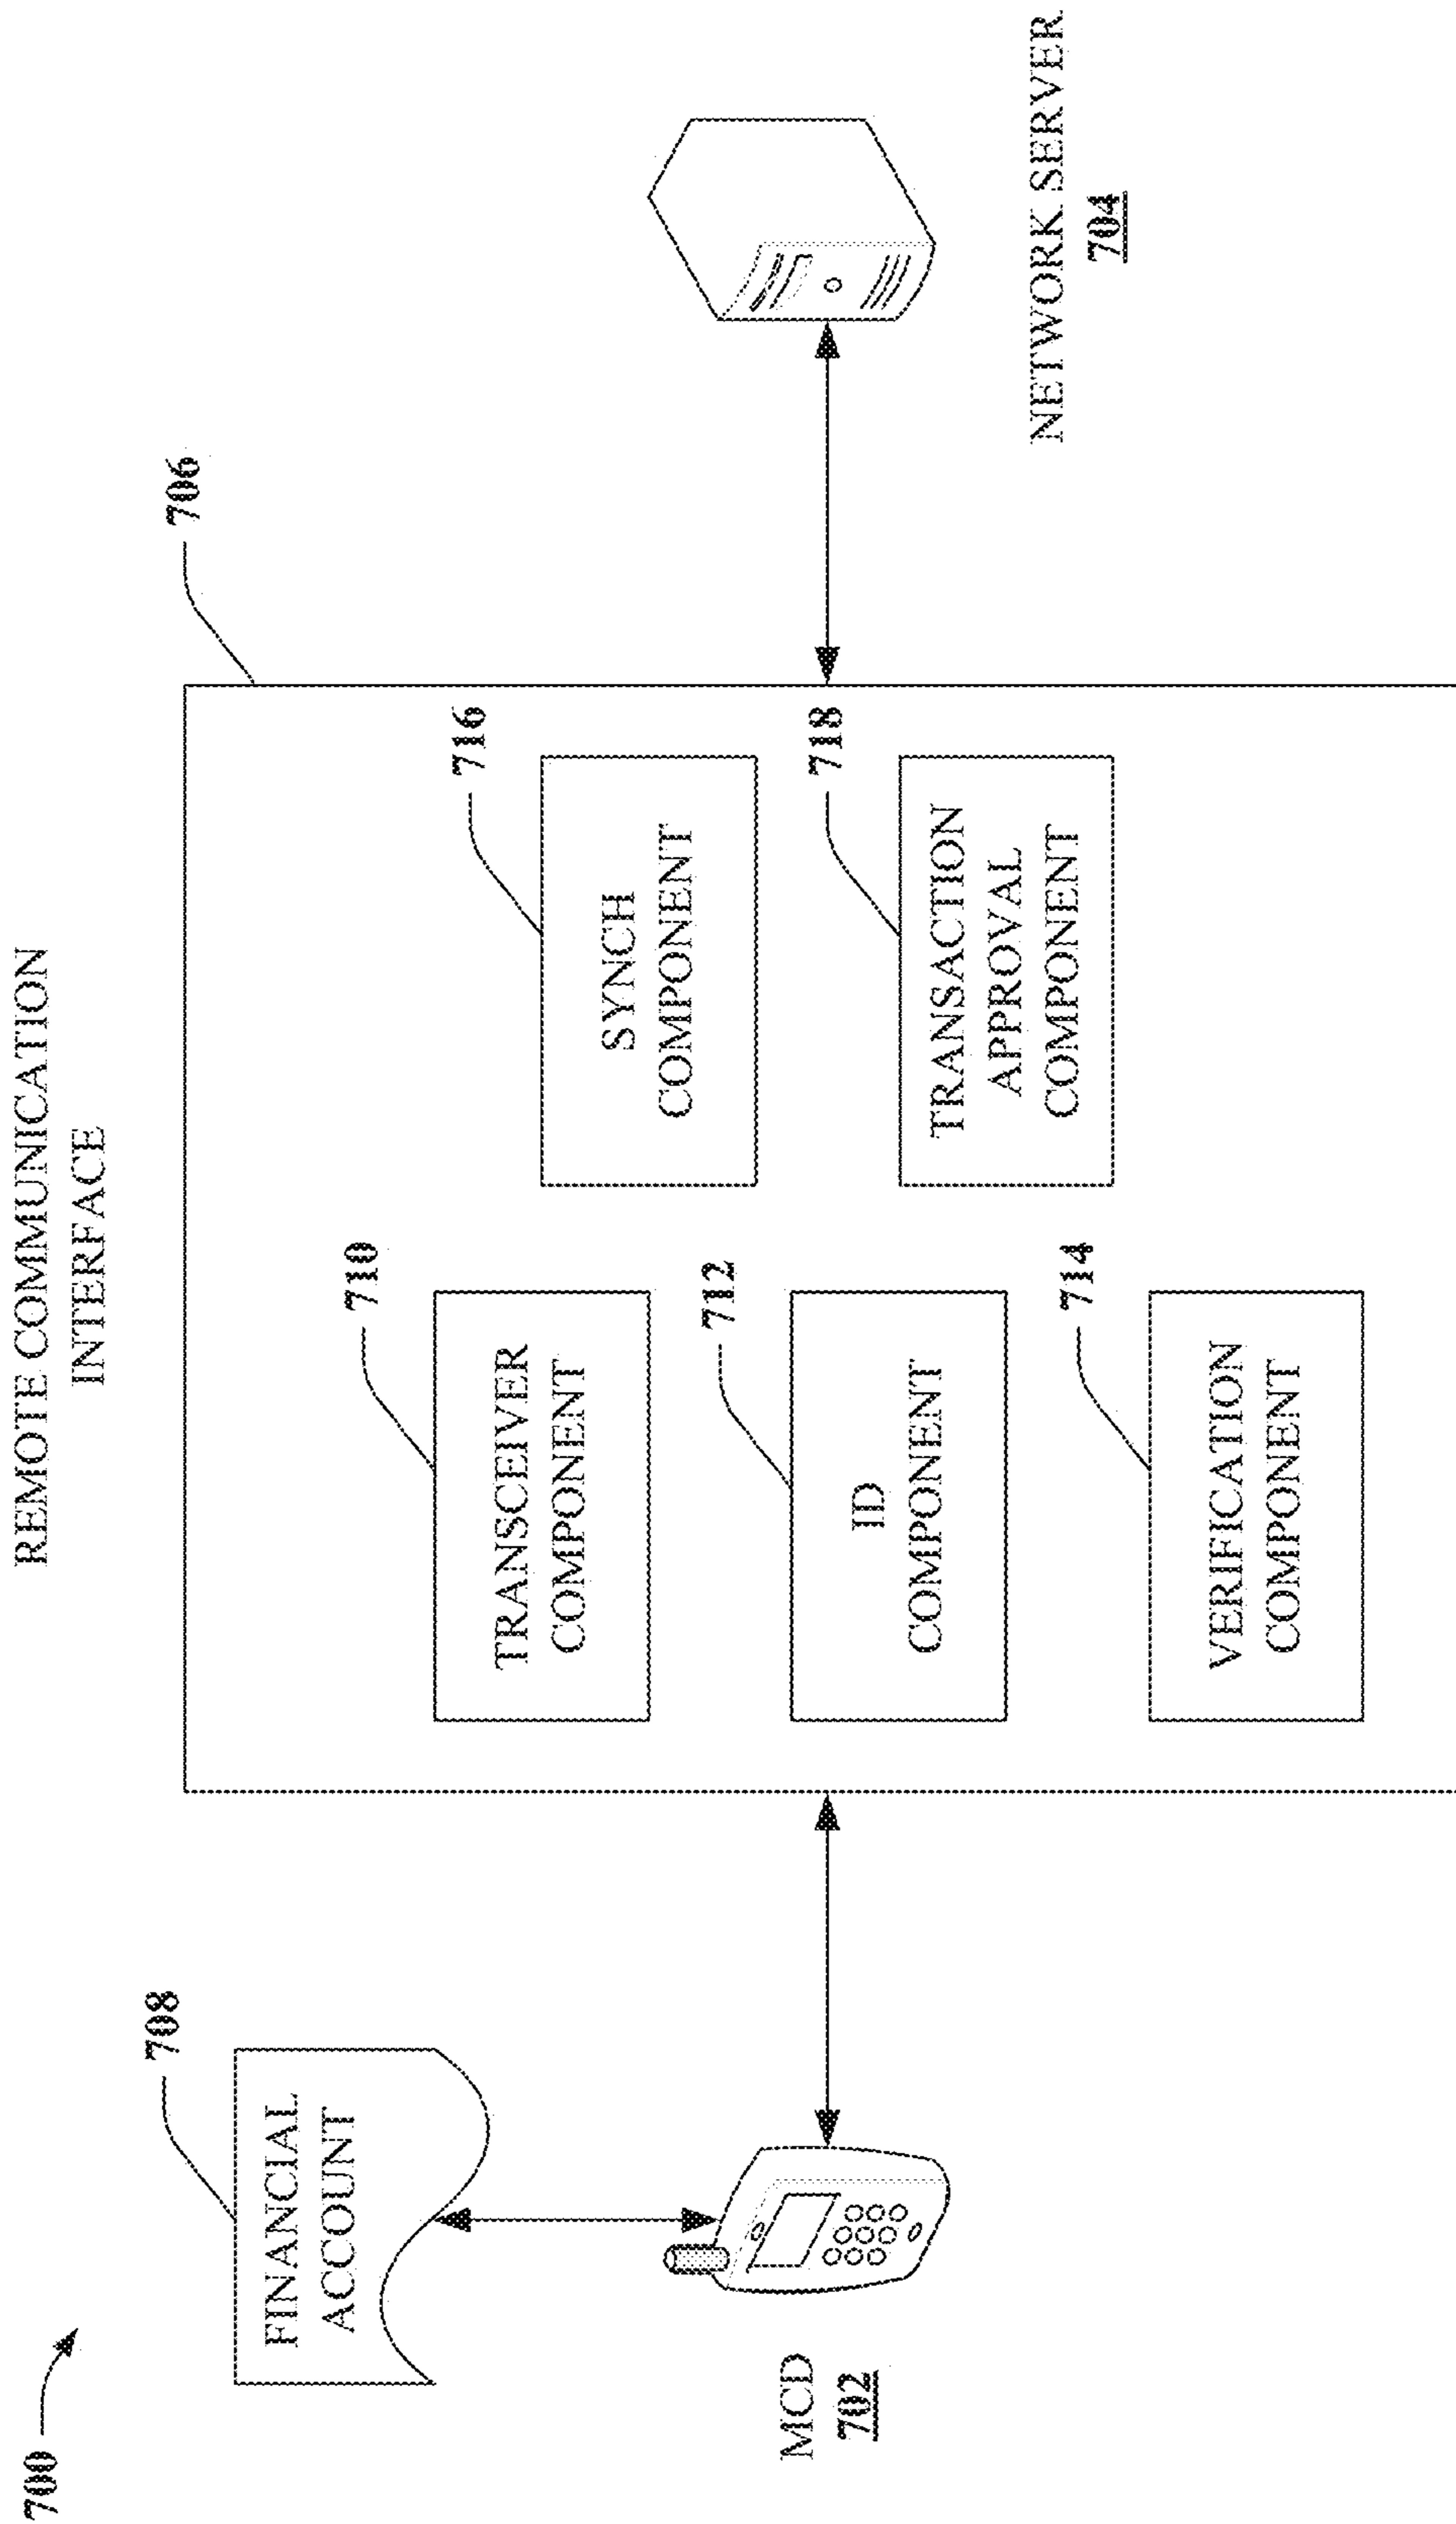 700
REMOTE COMMUNICATION
INTERFACE
708
FINANCIAL
ACCOUNT
MCD
702
706
710
TRANSCEIVER
COMPONENT
712
ID
COMPONENT
714
VERIFICATION
COMPONENT
716
SYNCH
COMPONENT
718
TRANSACTION
APPROVAL
COMPONENT
NETWORK SERVER
704